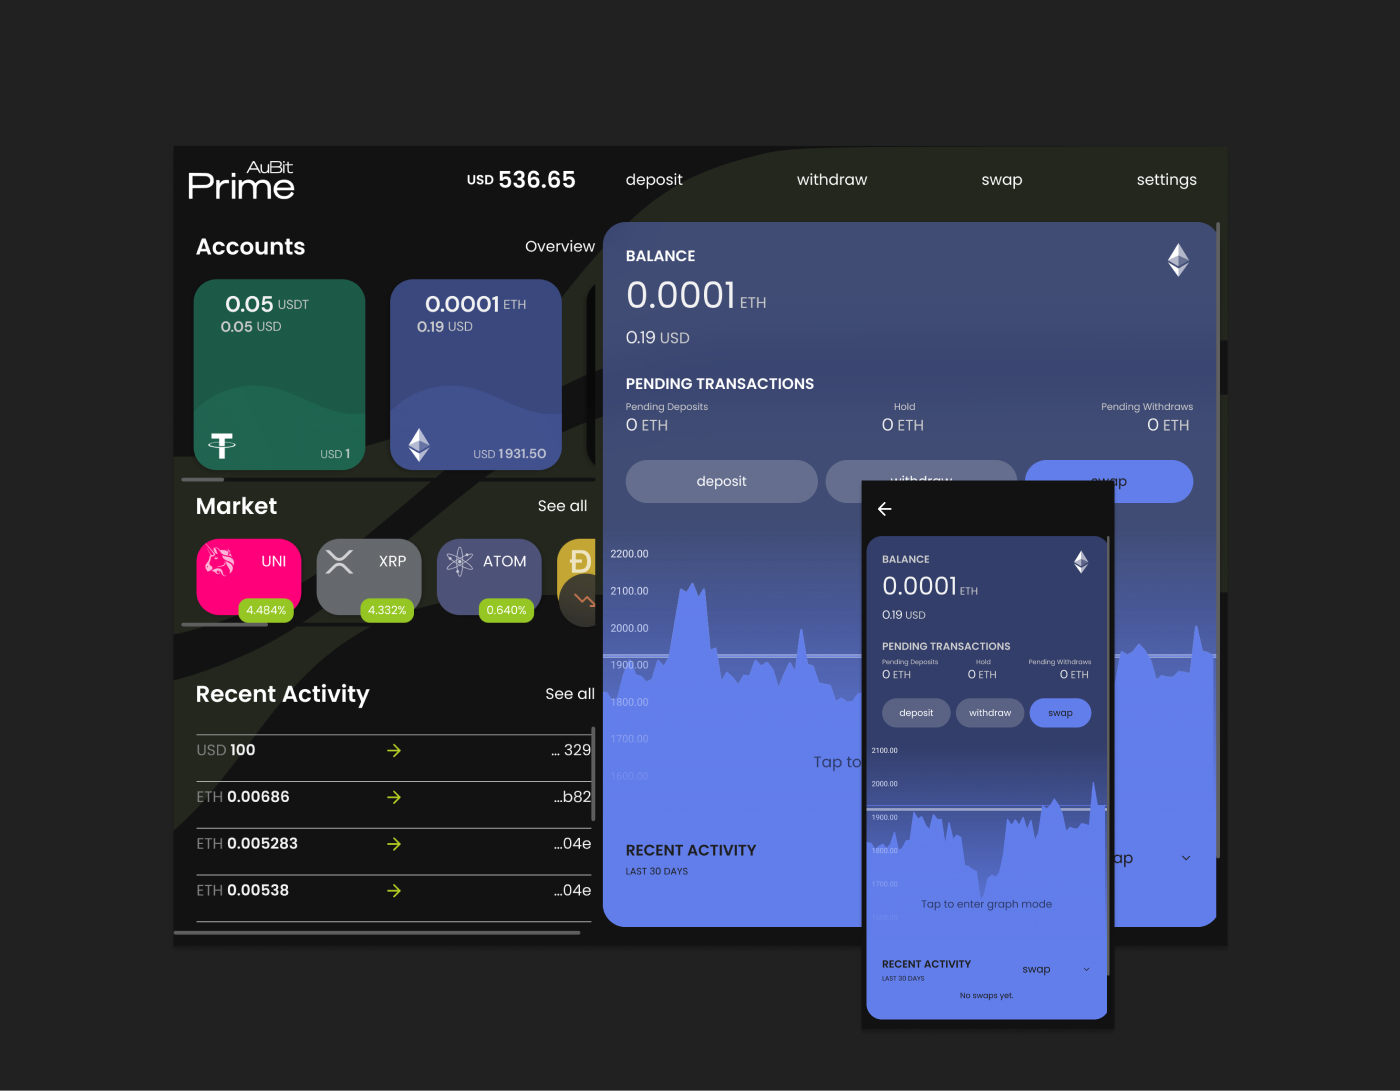 AuBit
Prime
USD 536.65
deposit
withdraw
swap
settings
Accounts
Overview
0.05 USDT
0.05 USD
USD 1
0.0001 ETH
0.19 USD
USD 1931.50
Market
See all
UNI
4.484%
XRP
4.332%
ATOM
0.640%
Recent Activity
See all
USD 100
... 329
ETH 0.00686
...b82
ETH 0.005283
...04e
ETH 0.00538
...04e
BALANCE
0.0001 ETH
0.19 USD
PENDING TRANSACTIONS
Pending Deposits
Hold
Pending Withdraws
0 ETH
0 ETH
0 ETH
deposit
withdraw
swap
2200.00
2100.00
2000.00
1900.00
1800.00
1700.00
1600.00
Tap to
RECENT ACTIVITY
LAST 30 DAYS
ap
BALANCE
0.0001 ETH
0.19 USD
PENDING TRANSACTIONS
Pending Deposits
Hold
Pending Withdraws
0 ETH
0 ETH
0 ETH
deposit
withdraw
swap
2100.00
2000.00
1900.00
1800.00
1700.00
Tap to enter graph mode
RECENT ACTIVITY
swap
LAST 30 DAYS
No swaps yet.